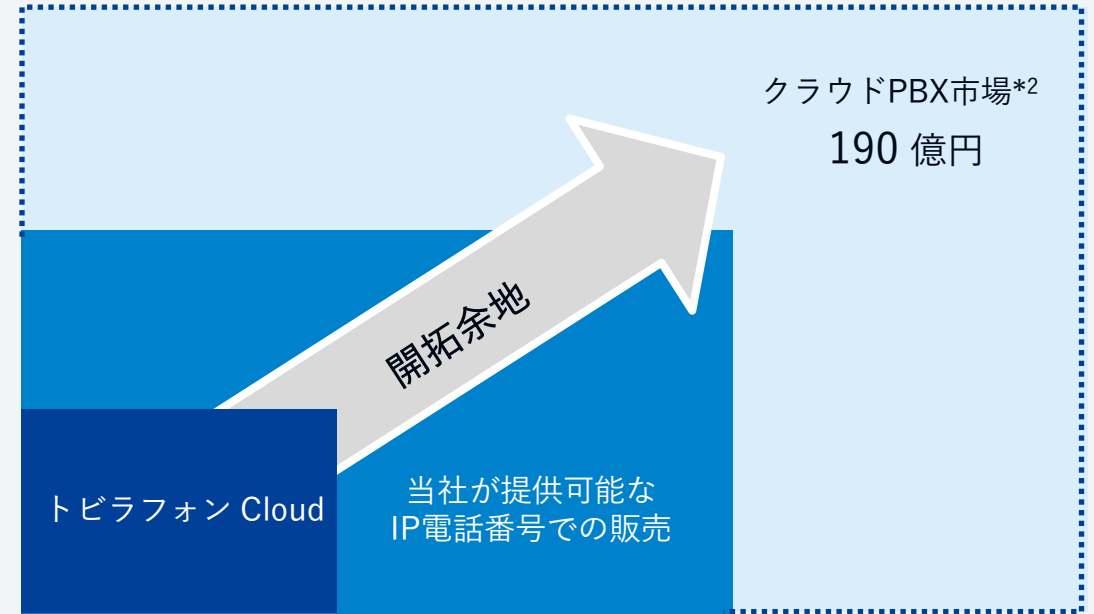 クラウドPBX市場*2
190 億円
開拓余地
トビラフォン Cloud
当社が提供可能な
IP電話番号での販売